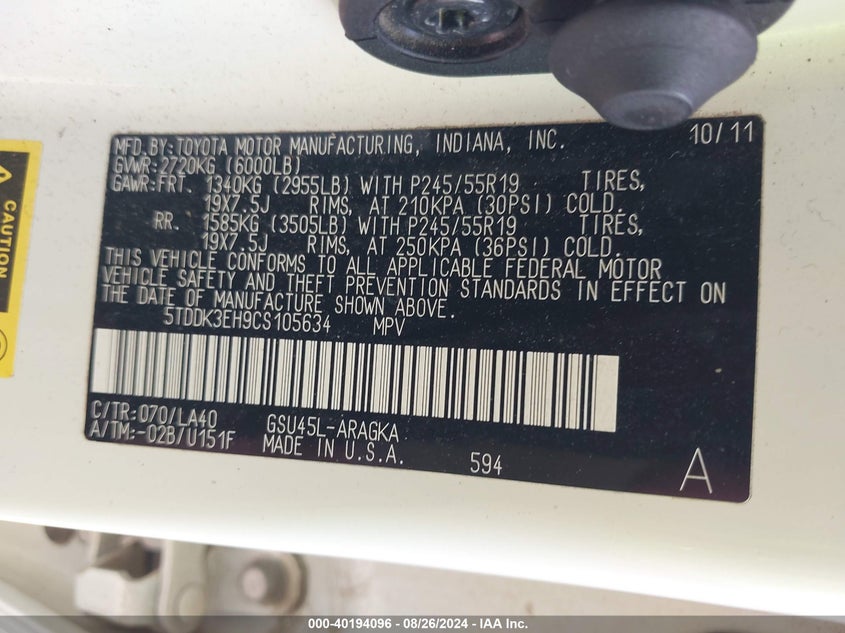 MFD.BY:TOYOTA MOTOR MANUFACTURING, INDIANA, INC. 10/11
GVWR:2720KG (6000LB)
GAWR:FRT. 1340KG (2955LB) WITH P245/55R19 TIRES,
19X7.5J RIMS, AT 210KPA (30PSI) COLD.
RR. 1585KG (3505LB) WITH P245/55R19 TIRES,
19X7.5J RIMS, AT 250KPA (36PSI) COLD.
THIS VEHICLE CONFORMS TO ALL APPLICABLE FEDERAL MOTOR
VEHICLE SAFETY AND THEFT PREVENTION STANDARDS IN EFFECT ON
THE DATE OF MANUFACTURE SHOWN ABOVE.
5TDDK3EH9CS105634 MPV
C/TR:070/LA40 GSU45L-ARAGKA
A/TM:-02B/U151F MADE IN U.S.A. 594 A
CAUTION
000-40194096 - 08/26/2024 - IAA Inc.